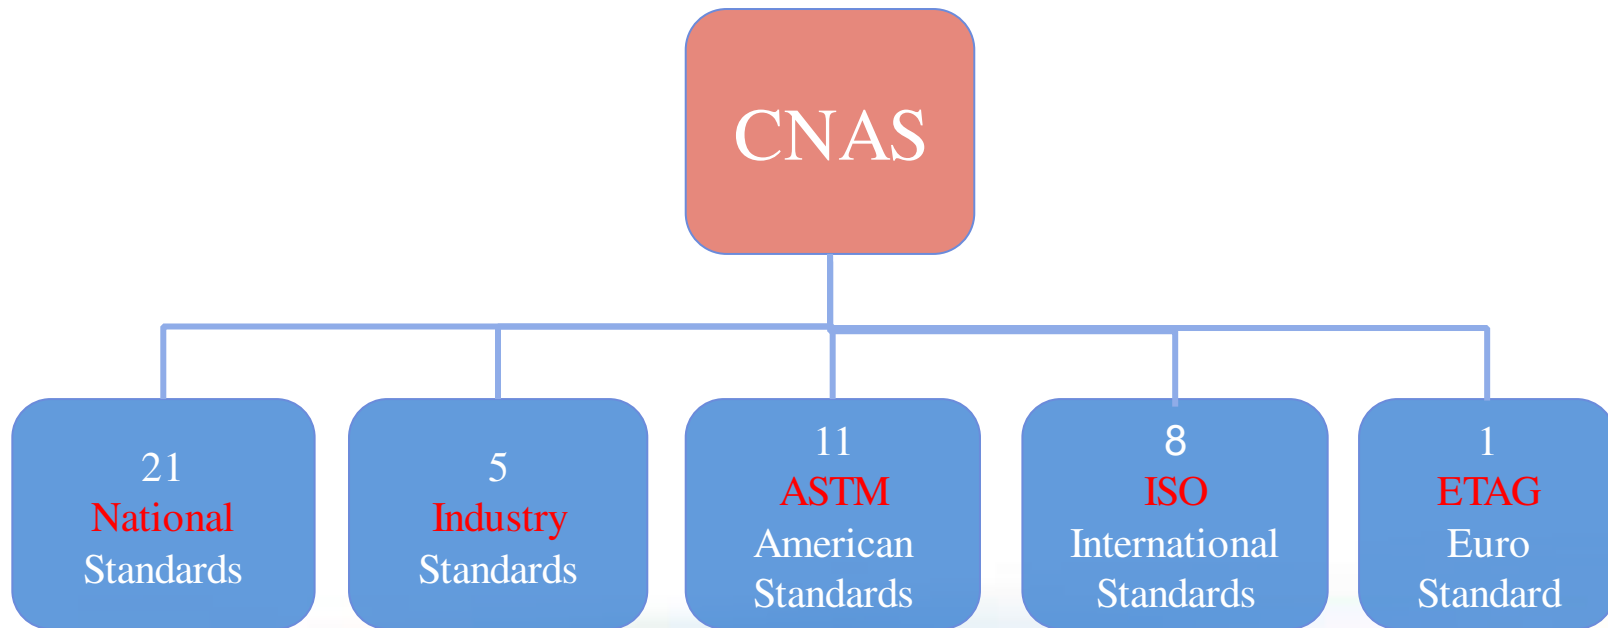 CNAS
21
National
Standards
5
Industry
Standards
11
ASTM
American
Standards
8
ISO
International
Standards
1
ETAG
Euro
Standard